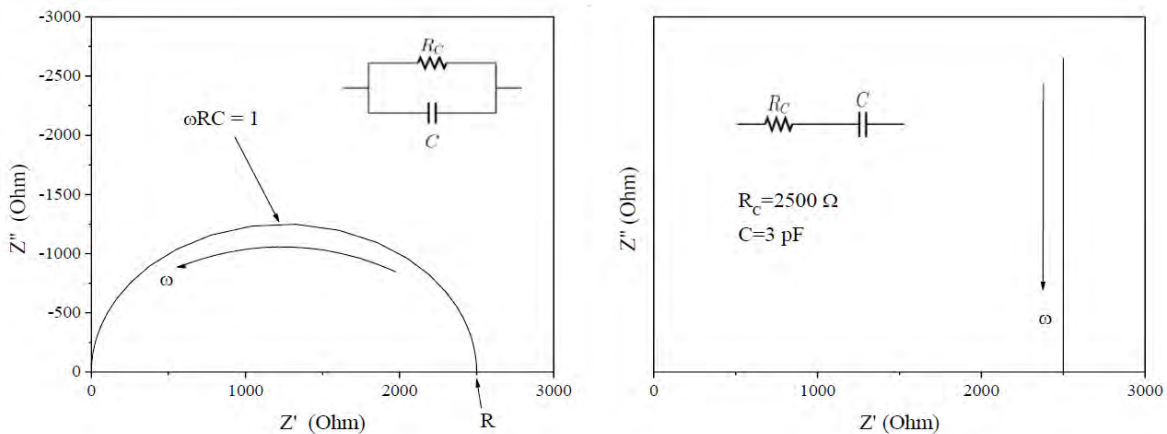 -3000
-2500
-2000
-1500
-1000
-500
0
Z" (Ohm)
R_C
C
ωRC = 1
ω
0
1000
2000
3000
Z' (Ohm)
R
Z" (Ohm)
R_C
C
R_C=2500 Ω
C=3 pF
ω
0
1000
2000
3000
Z' (Ohm)